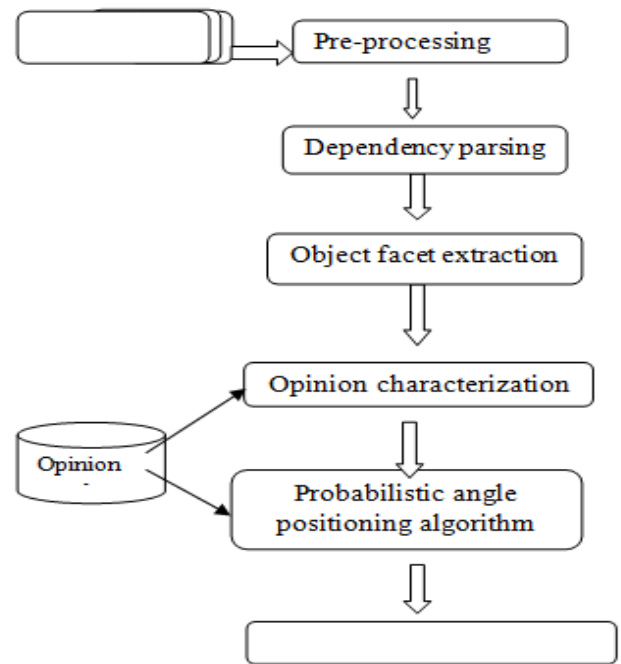 Pre-processing
Dependency parsing
Object facet extraction
Opinion characterization
Opinion
Probabilistic angle
positioning algorithm